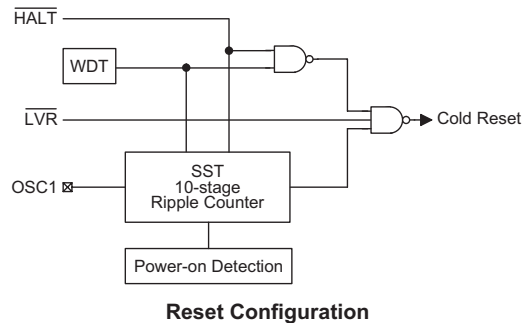 HALT
WDT
LVR
Cold Reset
SST
10-stage
Ripple Counter
OSC1
Power-on Detection
Reset Configuration